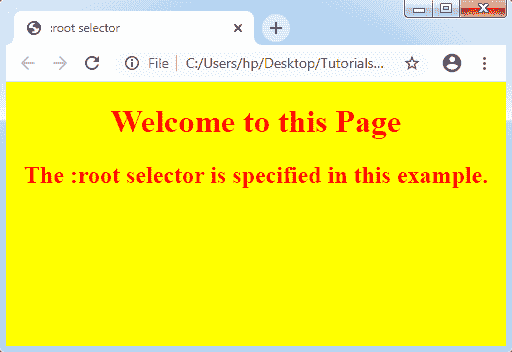 :root selector
File
C:/Users/hp/Desktop/Tutorials...
Welcome to this Page
The :root selector is specified in this example.